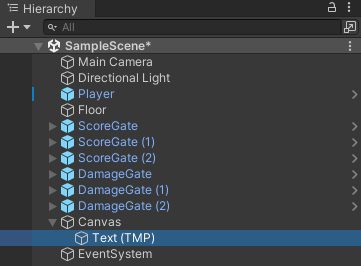 Hierarchy
All
SampleScene*
Main Camera
Directional Light
Player
Floor
ScoreGate
ScoreGate (1)
ScoreGate (2)
DamageGate
DamageGate (1)
DamageGate (2)
Canvas
Text (TMP)
EventSystem